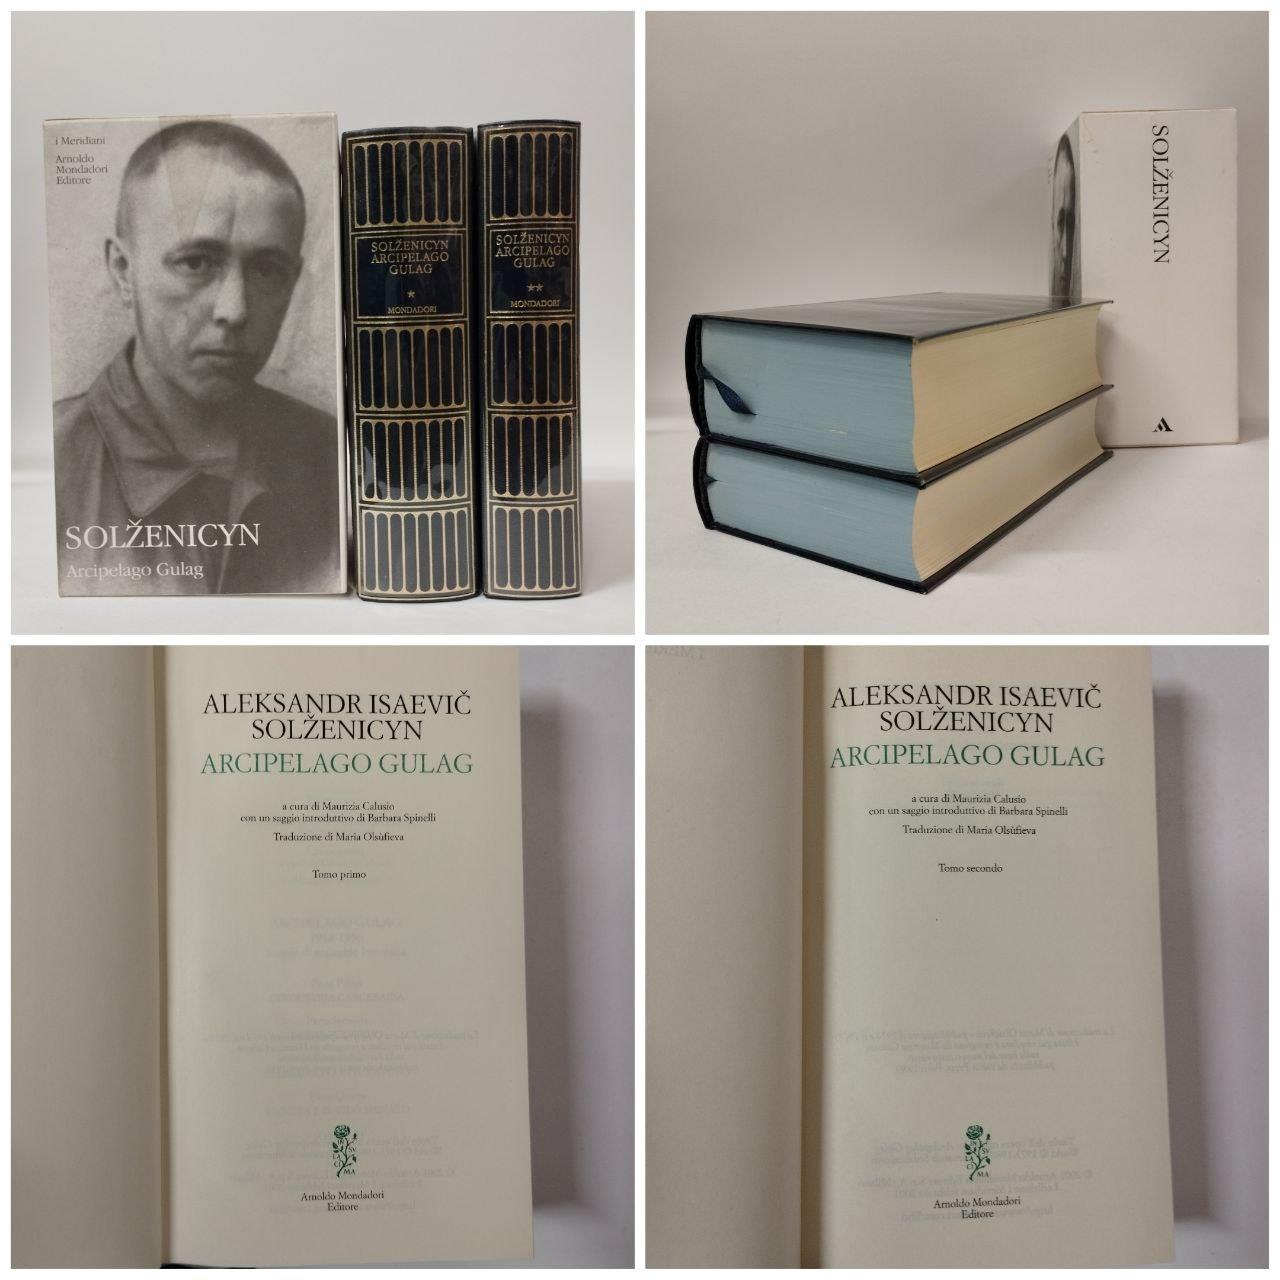 i Meridiani
Arnoldo
Mondadori
Editore
SOLŽENICYN
Arcipelago Gulag
SOLŽENICYN
ARCIPELAGO
GULAG
*
MONDADORI
SOLŽENICYN
ARCIPELAGO
GULAG
**
MONDADORI
SOLŽENICYN
ALEKSANDR ISAEVIČ
SOLŽENICYN
ARCIPELAGO GULAG
a cura di Maurizia Calusio
con un saggio introduttivo di Barbara Spinelli
Traduzione di Maria Olsùfieva
Tomo primo
Arnoldo Mondadori
Editore
ALEKSANDR ISAEVIČ
SOLŽENICYN
ARCIPELAGO GULAG
a cura di Maurizia Calusio
con un saggio introduttivo di Barbara Spinelli
Traduzione di Maria Olsùfieva
Tomo secondo
Arnoldo Mondadori
Editore